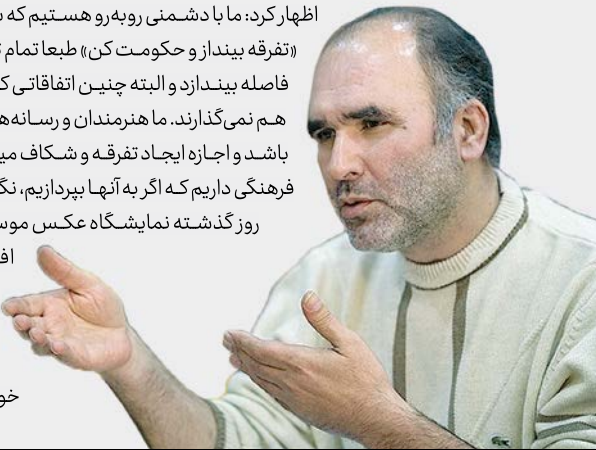 اظهار کرد: ما با دشمنی روبه‌رو هستیم که
«تفرقه بینداز و حکومت کن» طبعا تمام
فاصله بیندازد و البته چنین اتفاقاتی
هم نمی‌گذارند. ما هنرمندان و رسانه‌ها
باشد و اجازه ایجاد تفرقه و شکاف
فرهنگی داریم که اگر به آنها بپردازیم،
روز گذشته نمایشگاه عکس